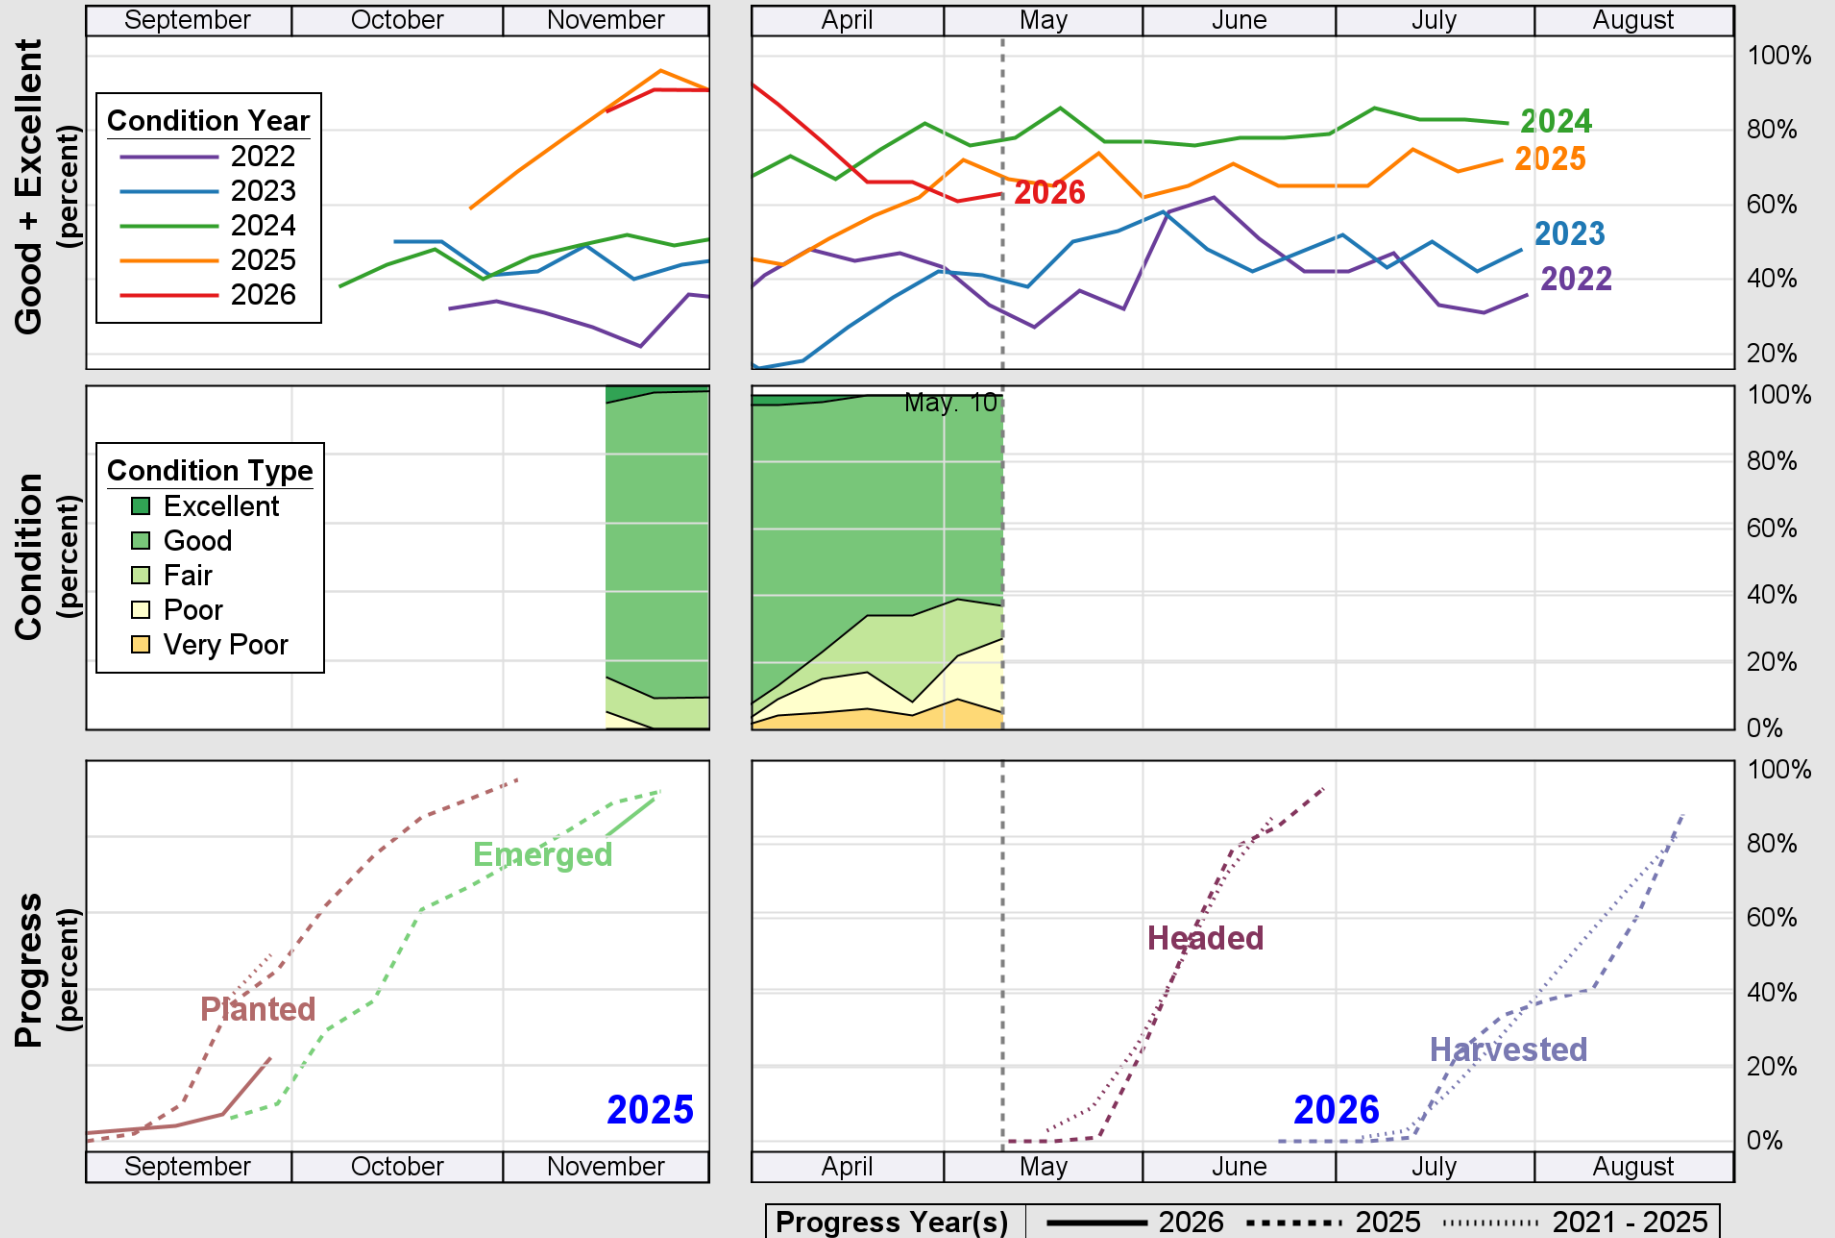 September October November April May June July August
Good + Excellent
(percent)
Condition Year
2022
2023
2024
2025
2026
2024
2025
2026
2023
2022
100%
80%
60%
40%
20%
Condition
(percent)
Condition Type
Excellent
Good
Fair
Poor
Very Poor
May. 10
100%
80%
60%
40%
20%
0%
Progress
(percent)
Planted
Emerged
2025
Headed
Harvested
2026
100%
80%
60%
40%
20%
0%
September October November April May June July August
Progress Year(s) 2026 2025 2021 - 2025